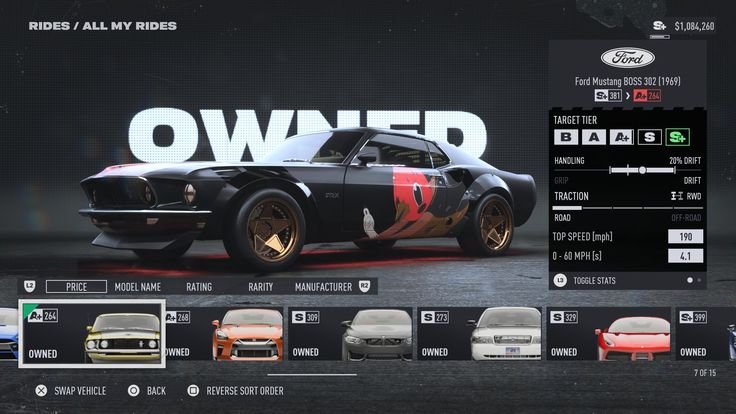 RIDES / ALL MY RIDES
S+ $1,084,260
OWNED
Ford
Ford Mustang BOSS 302 (1969)
S+ 381 > A+ 264
TARGET TIER
B A A+ S S+
HANDLING 20% DRIFT
GRIP DRIFT
TRACTION RWD
ROAD OFF-ROAD
TOP SPEED [mph] 190
0 - 60 MPH [s] 4.1
L3 TOGGLE STATS
L2 PRICE MODEL NAME RATING RARITY MANUFACTURER R2
A+ 264 A+ 268 S 309 S 273 S 329 S+ 399
OWNED OWNED OWNED OWNED OWNED OWNED
7 OF 15
SWAP VEHICLE BACK REVERSE SORT ORDER